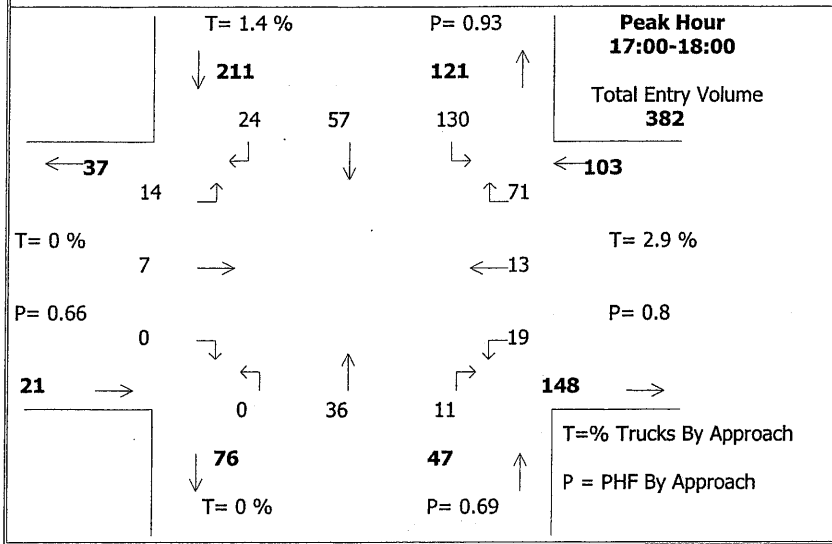 T= 1.4 %
P= 0.93
Peak Hour
17:00-18:00
211
121
Total Entry Volume
382
24
57
130
37
103
14
71
T= 0 %
T= 2.9 %
7
13
P= 0.66
P= 0.8
0
19
21
148
0
36
11
T=% Trucks By Approach
76
47
P = PHF By Approach
T= 0 %
P= 0.69